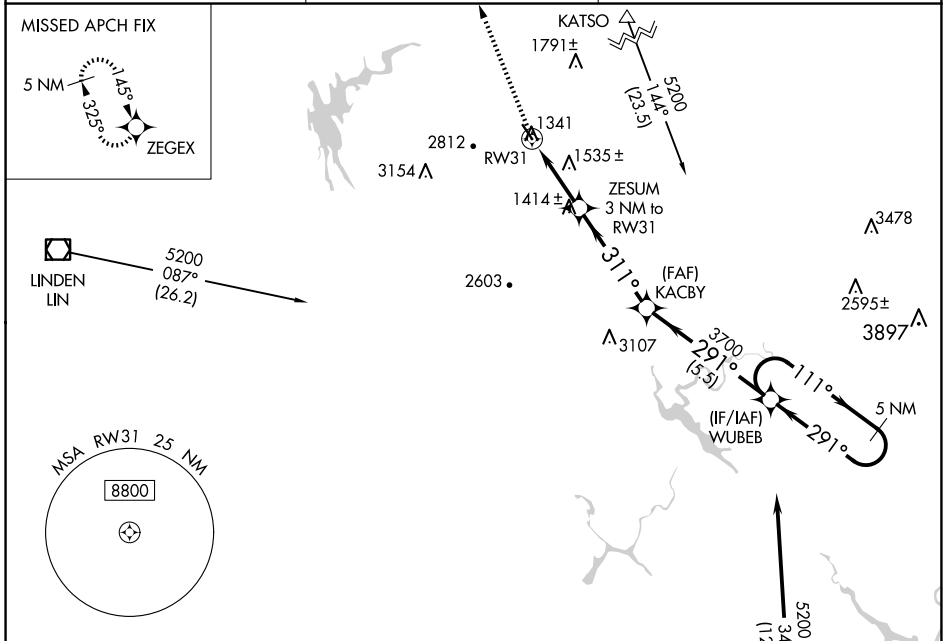 MISSED APCH FIX
5 NM
145°
325°
ZEGEX
KATSO
1791±
5200
144°
(23.5)
1341
2812
RW31
1535±
3154
1414±
ZESUM
3 NM to
RW31
3478
LINDEN
LIN
5200
087°
(26.2)
311°
2603
(FAF)
KACBY
2595±
3897
3107
3700
291°
(5.5)
111°
5 NM
(IF/IAF)
WUBEB
291°
MSA RW31 25 NM
8800
5200